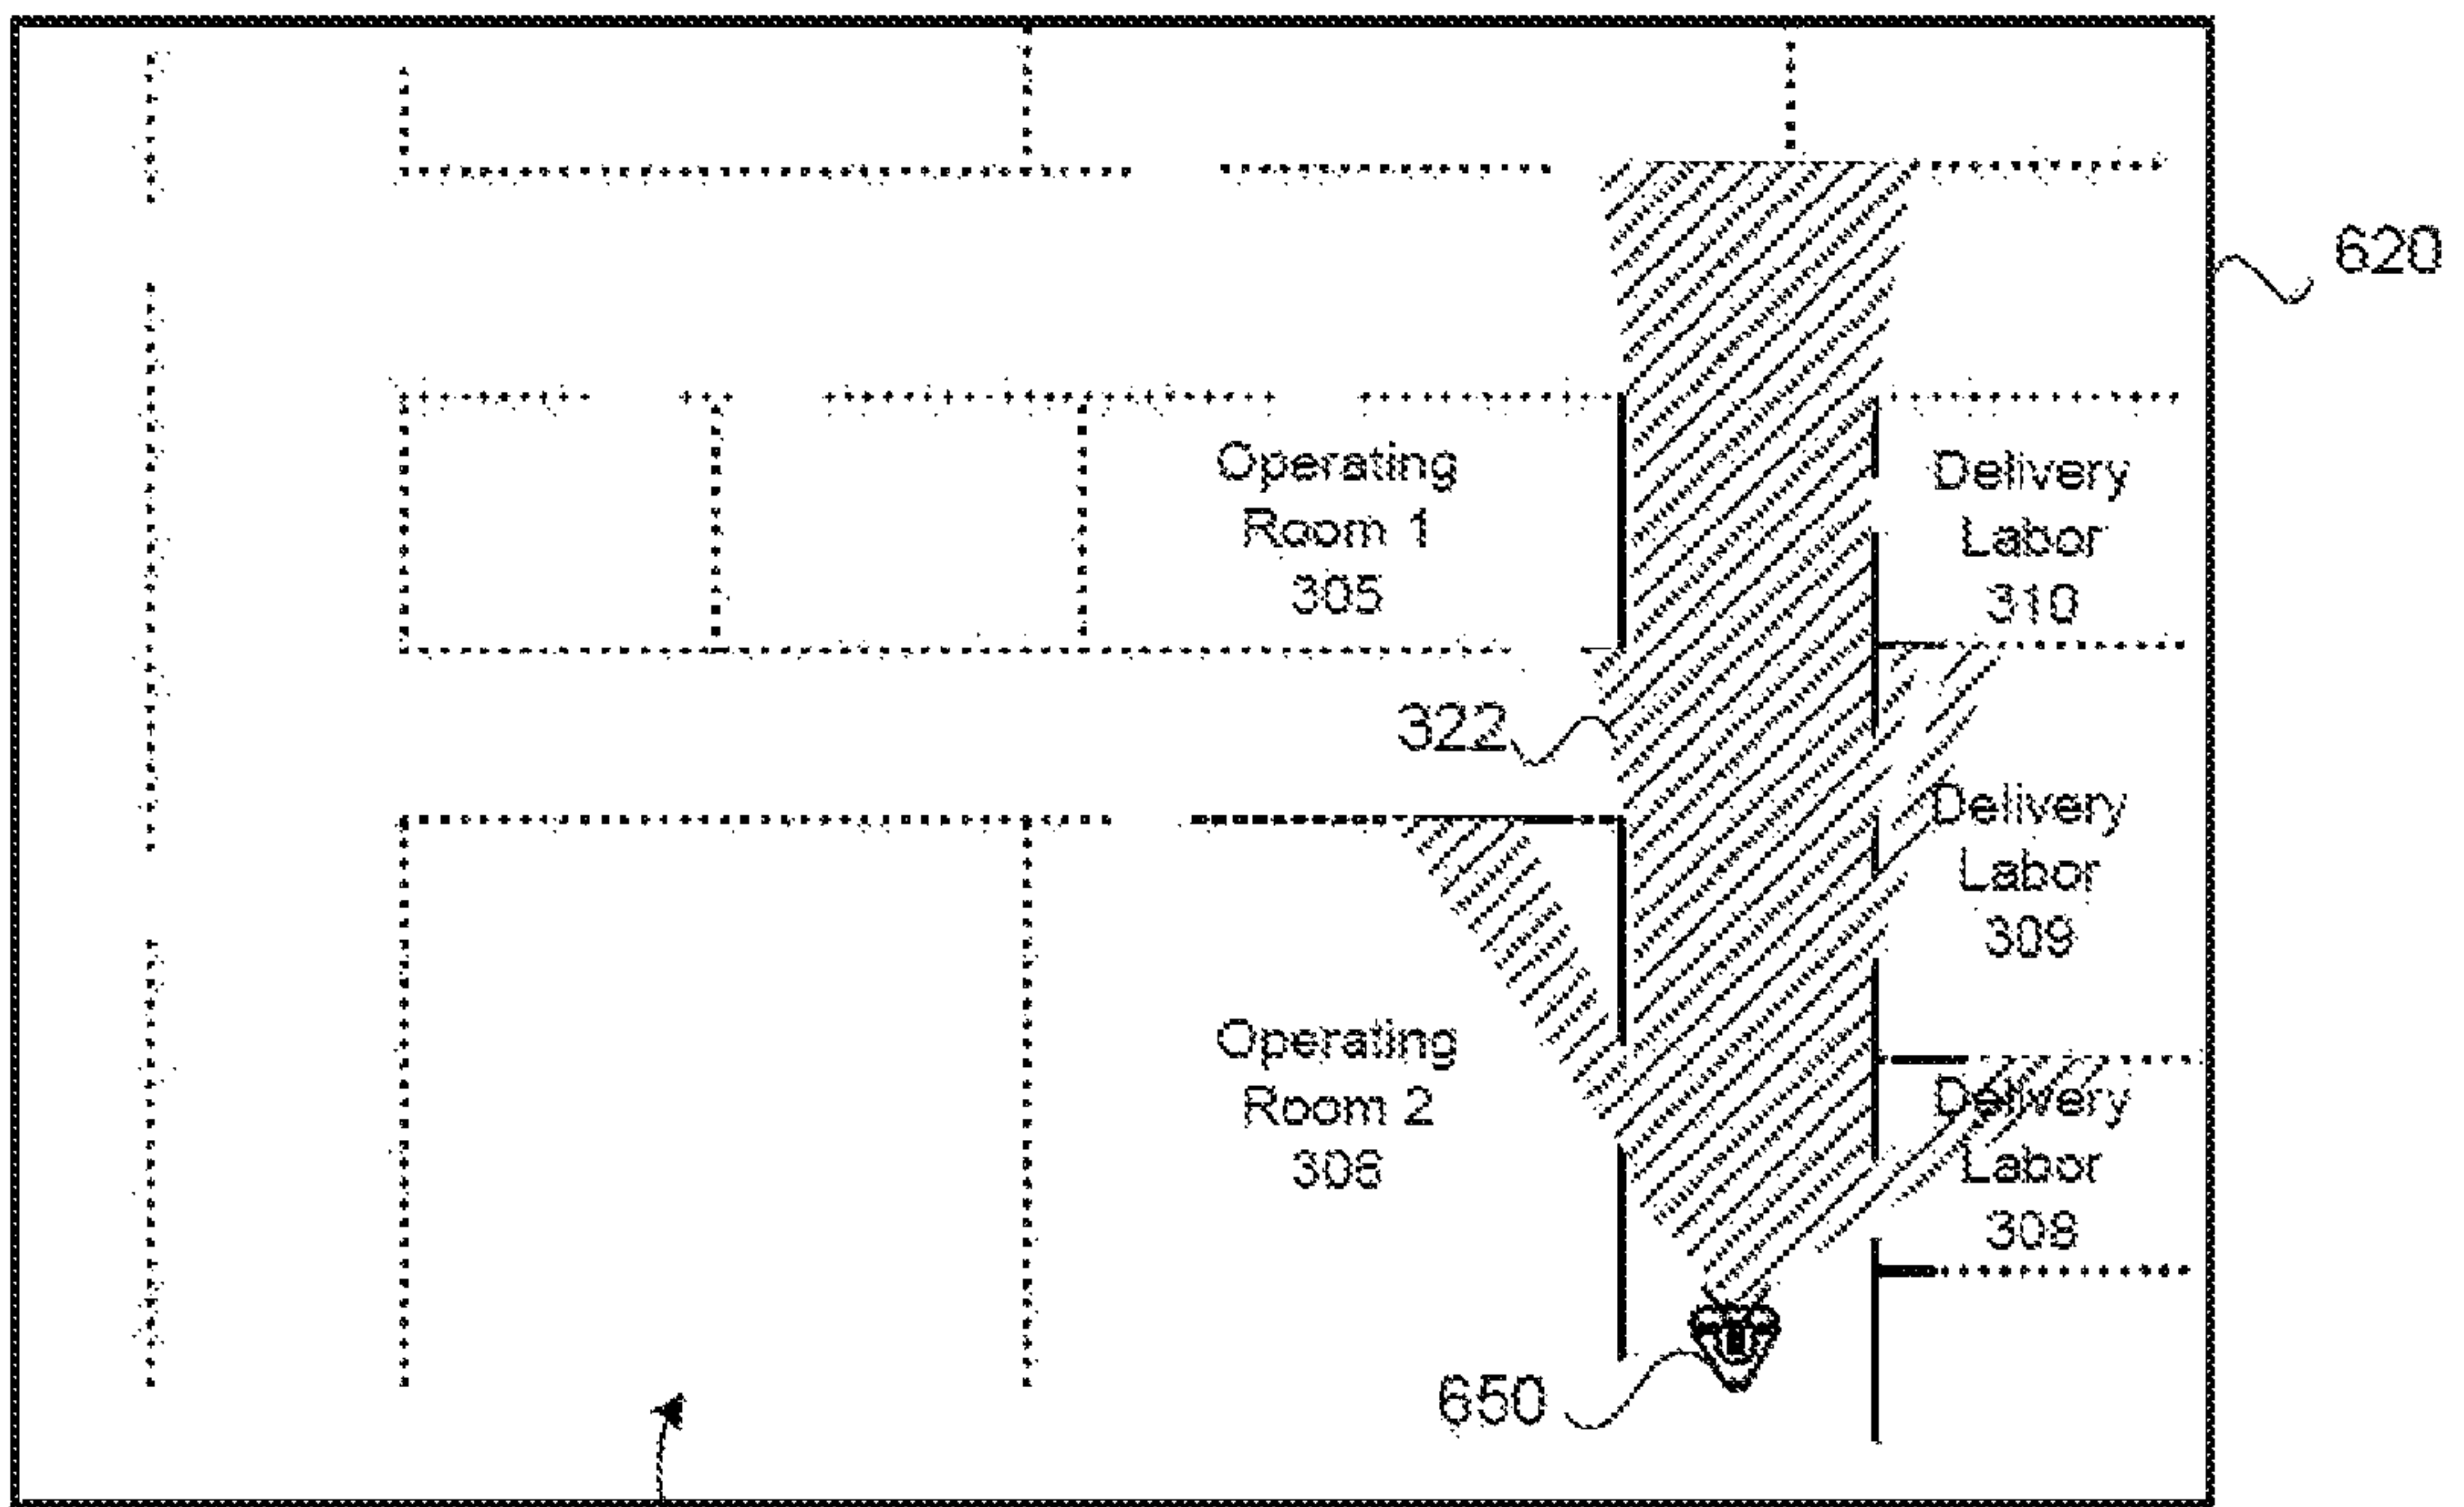 620
Operating
Room 1
305
Delivery
Labor
310
322
Delivery
Labor
309
Operating
Room 2
306
Delivery
Labor
308
650